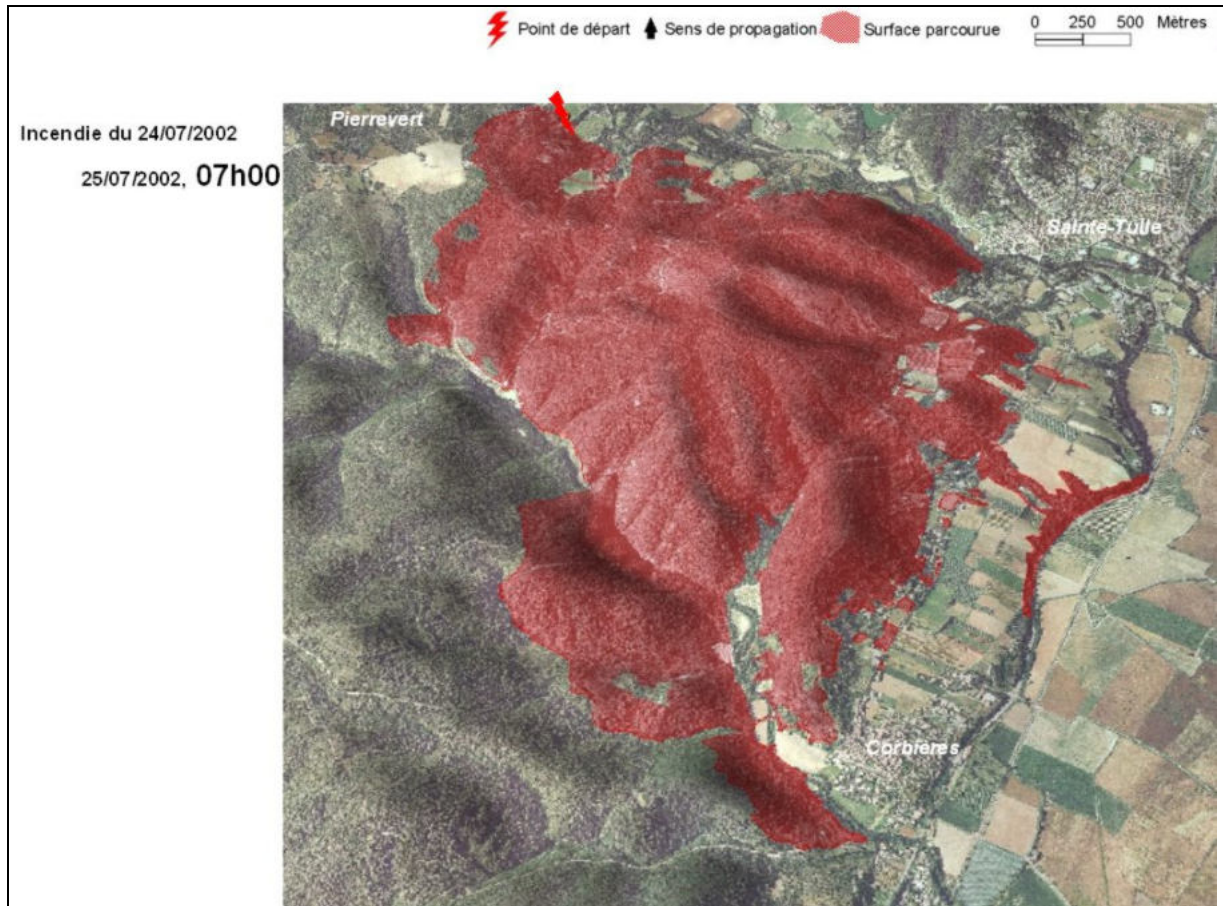 Point de départ Sens de propagation Surface parcourue 0 250 500 Mètres
Incendie du 24/07/2002
25/07/2002, 07h00
Pierrevert
Sainte-Tulle
Corbières